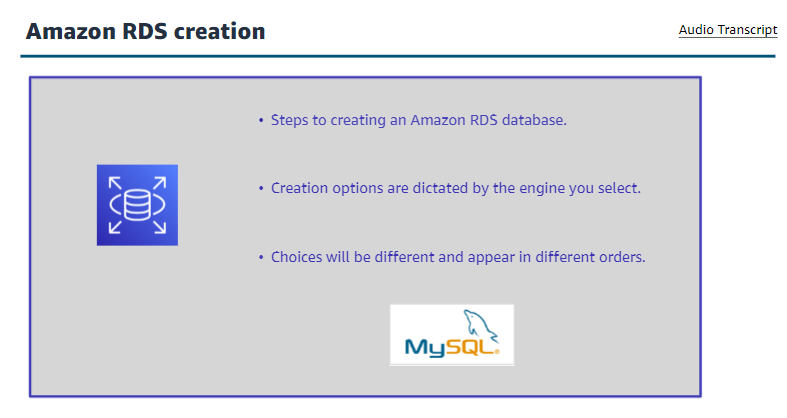 Amazon RDS creation
Audio Transcript
• Steps to creating an Amazon RDS database.
• Creation options are dictated by the engine you select.
• Choices will be different and appear in different orders.
MySQL®